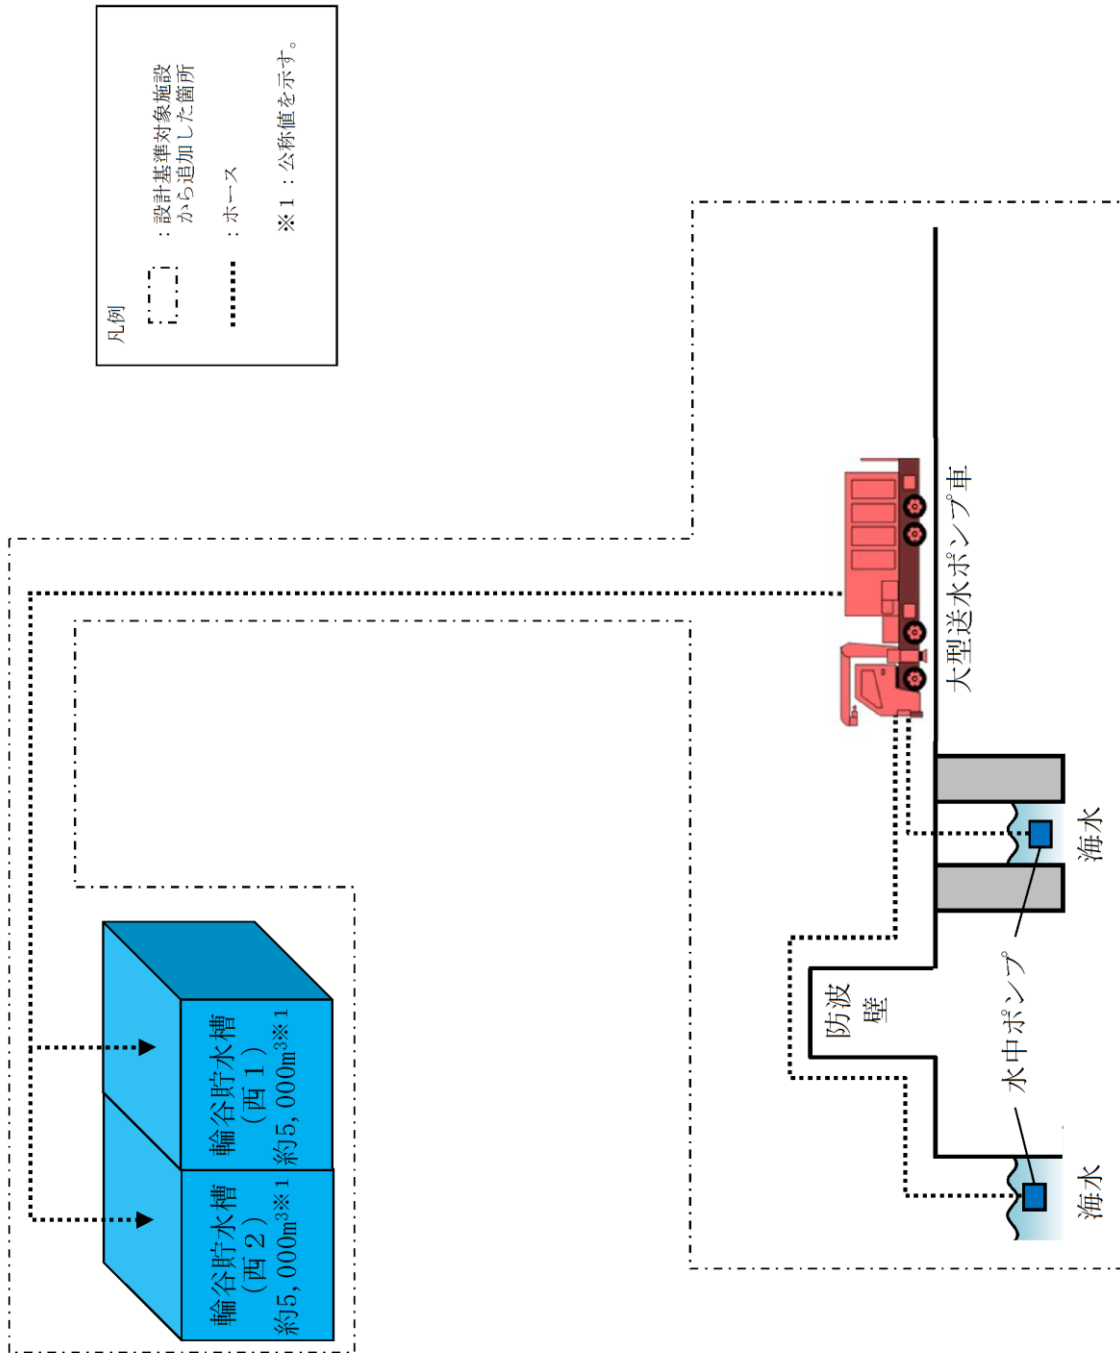 凡例
：設計基準対象施設
から追加した箇所
：ホース
※１：公称値を示す。
輪谷貯水槽
（西２）
約5,000m³※1
輪谷貯水槽
（西１）
約5,000m³※1
大型送水ポンプ車
防波
壁
水中ポンプ
海水
海水